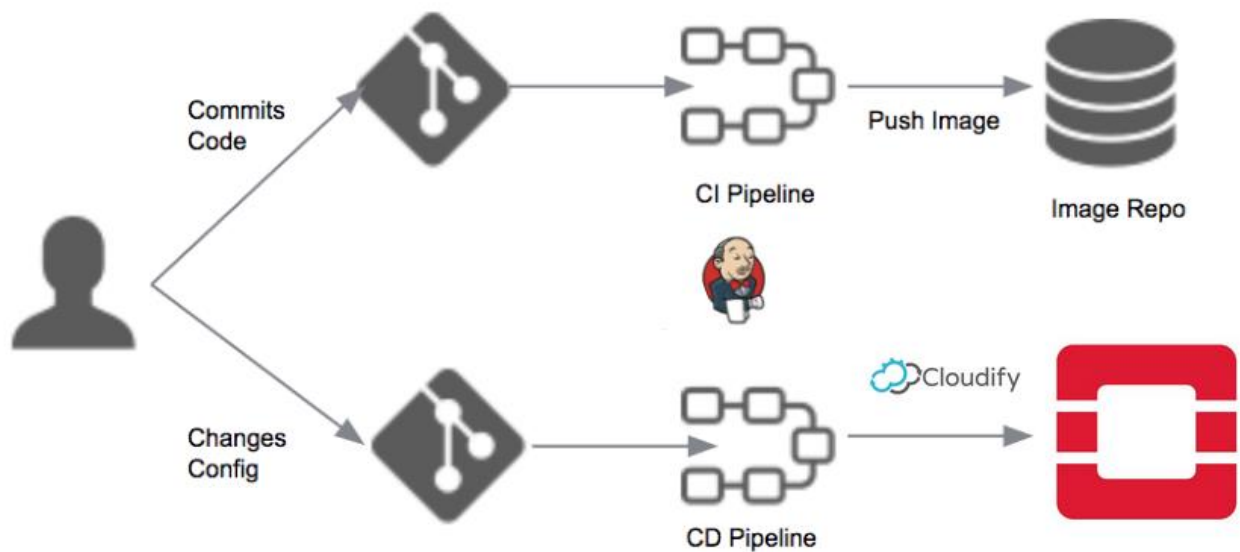 Commits
Code
Push Image
CI Pipeline
Image Repo
Cloudify
Changes
Config
CD Pipeline